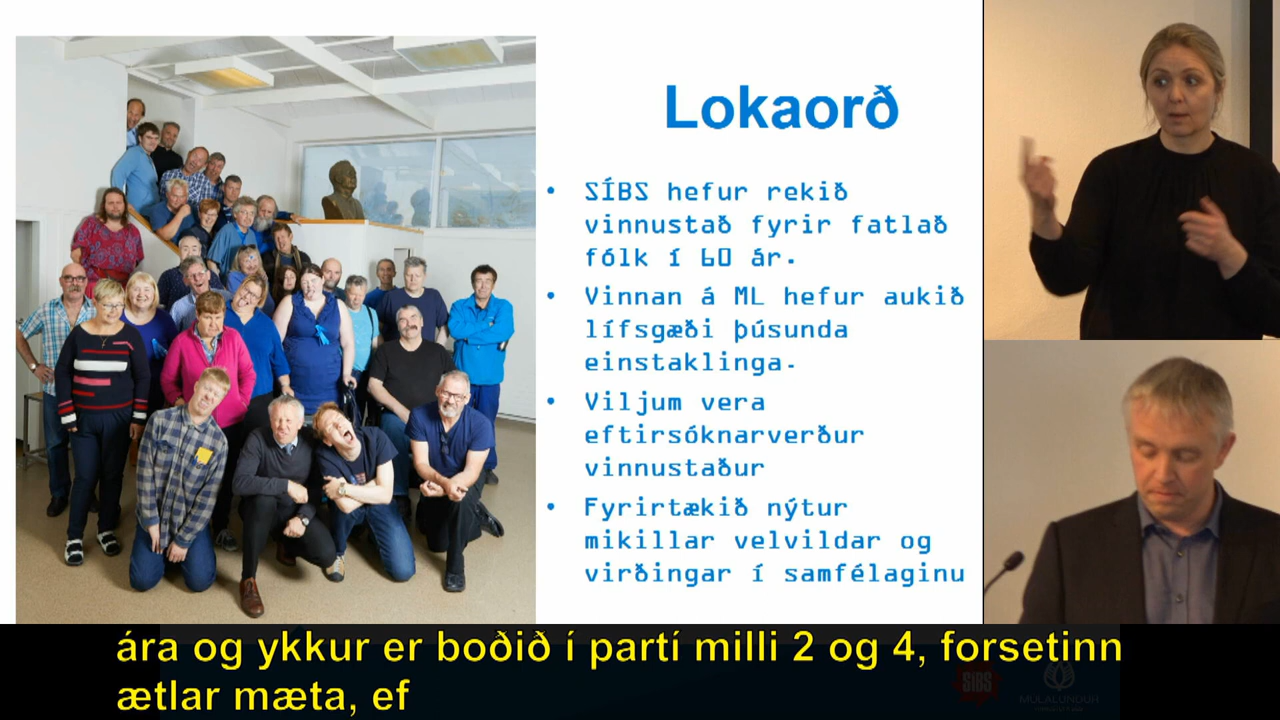 Lokaorð
• SÍBS hefur rekið
vinnustað fyrir fatlað
fólk í 60 ár.
• Vinnan á ML hefur aukið
lífsgæði þúsunda
einstaklinga.
• Viljum vera
eftirsóknarverður
vinnustaður
• Fyrirtækið nýtur
mikillar velvildar og
virðingar í samfélaginu
ára og ykkur er boðið í partí milli 2 og 4, forsetinn
ætlar mæta, ef
SÍBS
MÚLALUNDUR